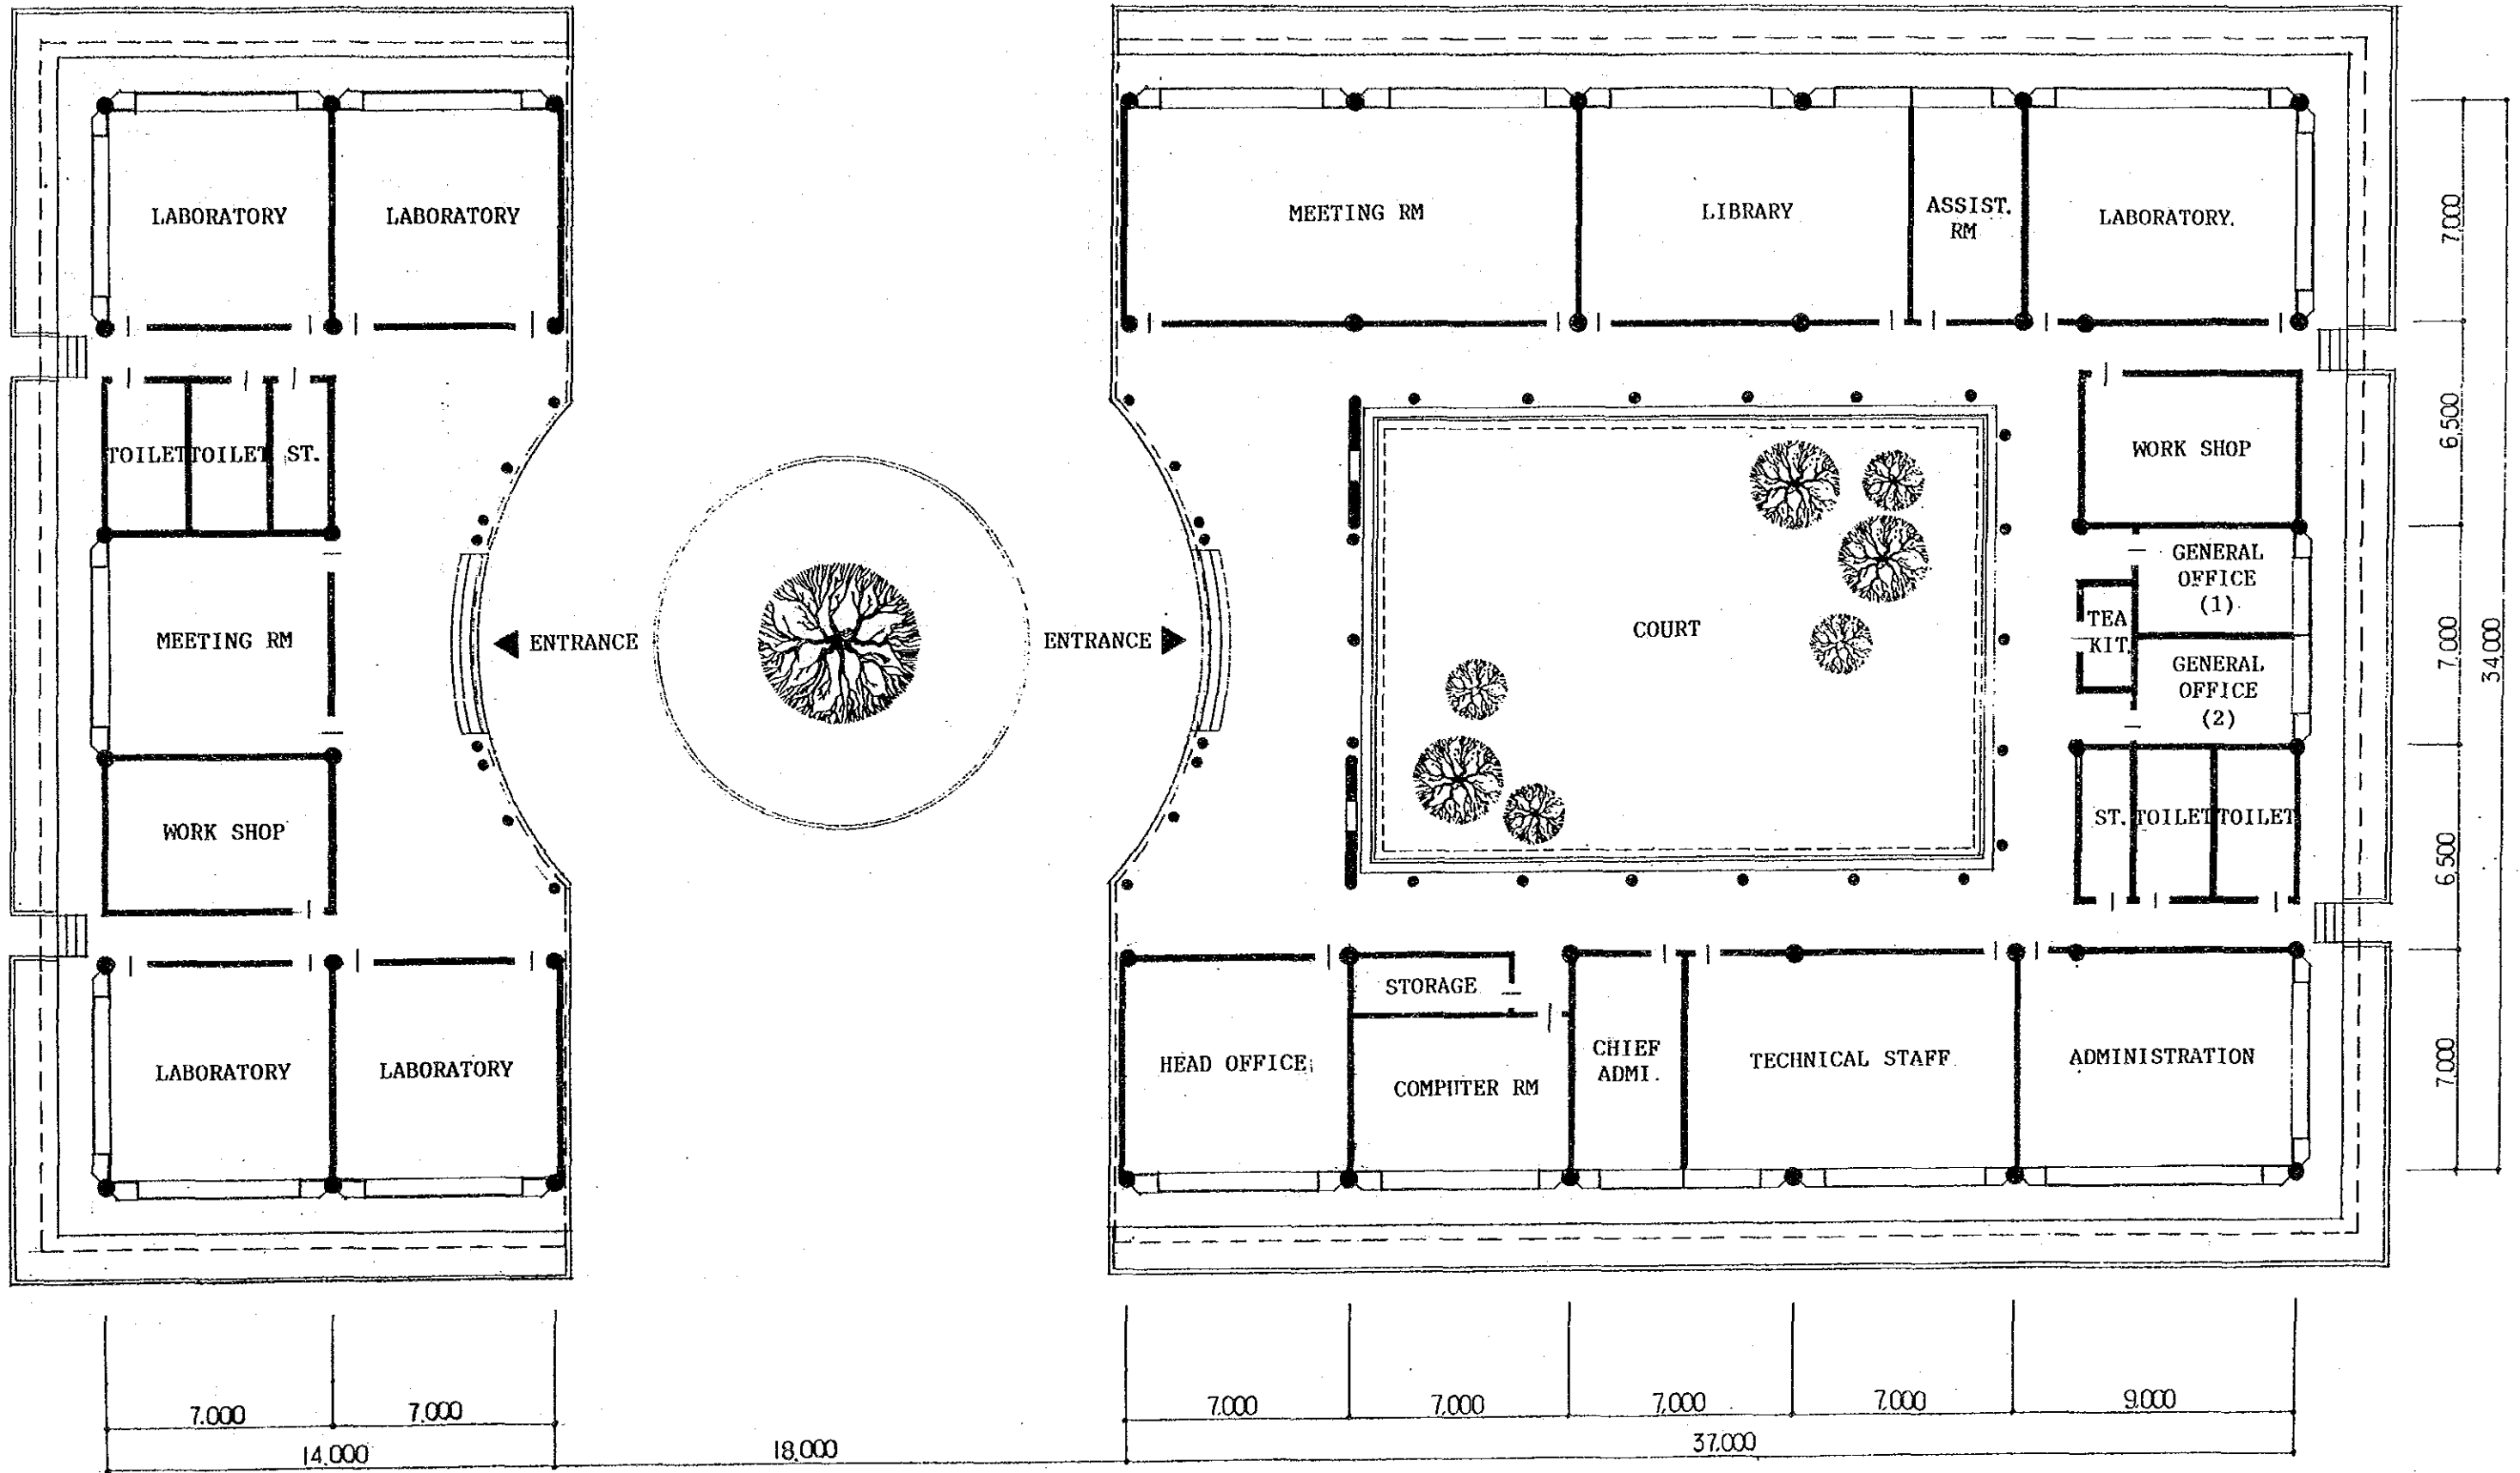 LABORATORY
LABORATORY
MEETING RM
LIBRARY
ASSIST.
RM
LABORATORY.
7,000
TOILET
TOILET
ST.
WORK SHOP
6,500
GENERAL
OFFICE
(1)
MEETING RM
ENTRANCE
ENTRANCE
COURT
TEA
KIT.
7,000
34,000
GENERAL
OFFICE
(2)
WORK SHOP
ST.
TOILET
TOILET
6,500
STORAGE
LABORATORY
LABORATORY
HEAD OFFICE
COMPUTER RM
CHIEF
ADMI.
TECHNICAL STAFF
ADMINISTRATION
7,000
7.000
7,000
7,000
7,000
7,000
7,000
9,000
14,000
18,000
37,000